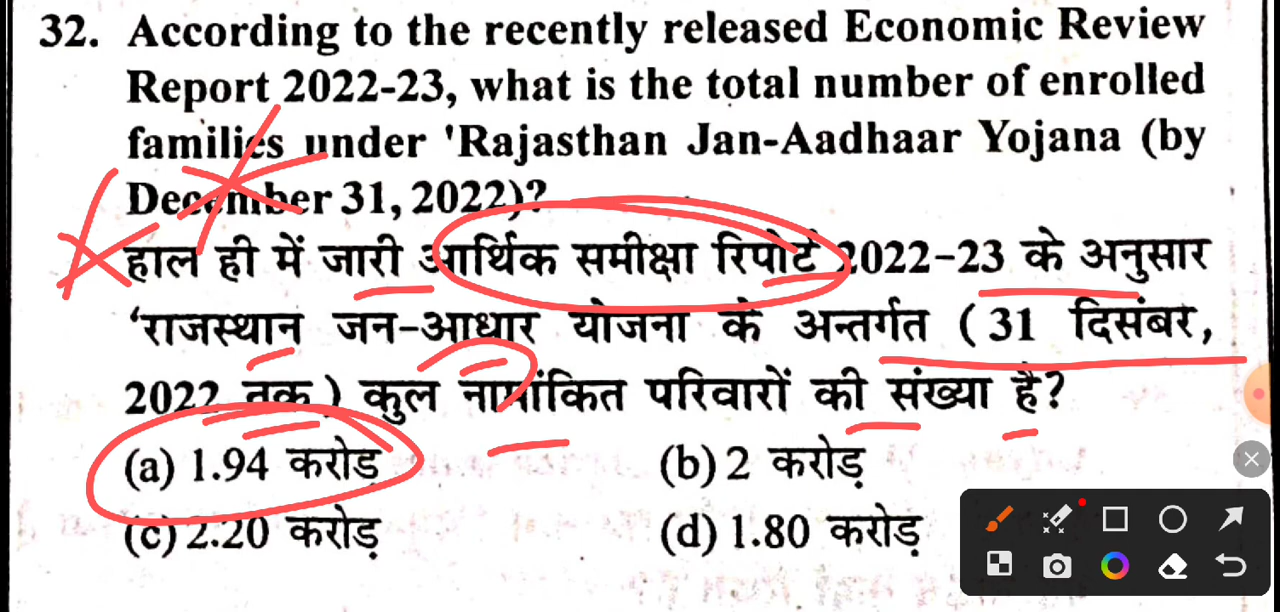 32. According to the recently released Economic Review
Report 2022-23, what is the total number of enrolled
families under 'Rajasthan Jan-Aadhaar Yojana (by
December 31, 2022)?
हाल ही में जारी आर्थिक समीक्षा रिपोर्ट 2022-23 के अनुसार
'राजस्थान जन-आधार योजना के अन्तर्गत (31 दिसंबर,
2022 तक) कुल नामांकित परिवारों की संख्या है?
(a) 1.94 करोड़ (b) 2 करोड़
(c) 2.20 करोड़ (d) 1.80 करोड़